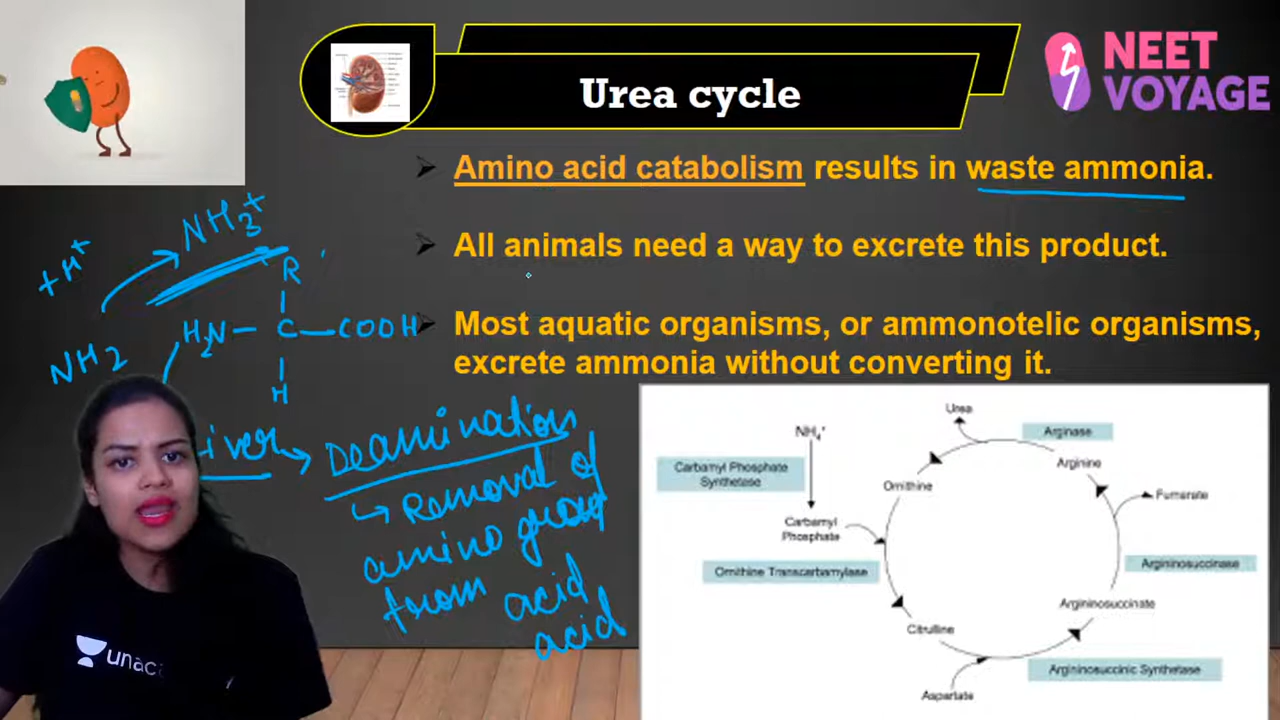 NEET
VOYAGE
Urea cycle
Amino acid catabolism results in waste ammonia.
All animals need a way to excrete this product.
Most aquatic organisms, or ammonotelic organisms,
excrete ammonia without converting it.
+H+
NH3+
NH2
R
H2N – C – COOH
H
iver → Deamination
↳ Removal of
amino group
from acid
acid
Urea
NH4+
Arginase
Carbamyl Phosphate
Synthetase
Ornithine
Arginine
Fumarate
Carbamyl
Phosphate
Ornithine Transcarbamylase
Argininosuccinase
Citrulline
Argininosuccinate
Argininosuccinic Synthetase
Aspartate
unac